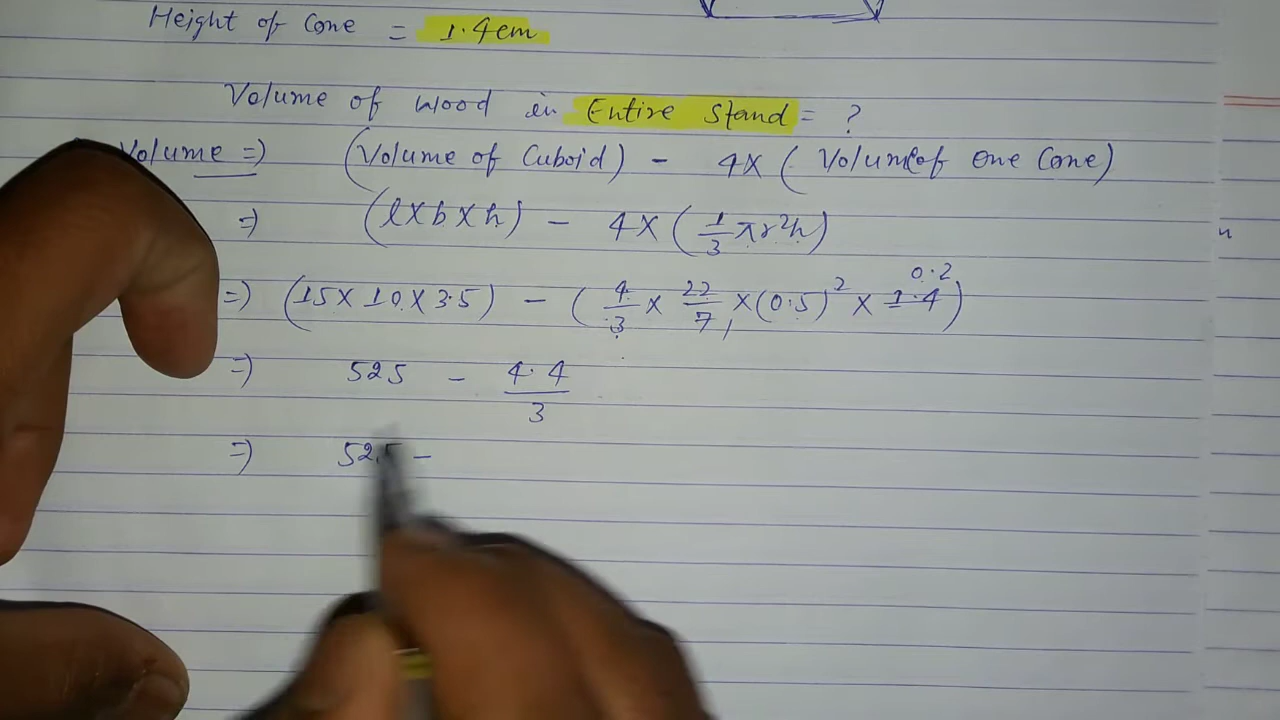 Height of Cone = 1.4cm
Volume of wood in Entire Stand = ?
Volume => (Volume of Cuboid) - 4x (Volume of One Cone)
=> (l x b x h) - 4 x (1/3 πr²h)
=> (15 x 10 x 3.5) - (4/3 x 22/7 x (0.5)² x 1.4) 0.2
=> 525 - 4.4/3
=> 525 -